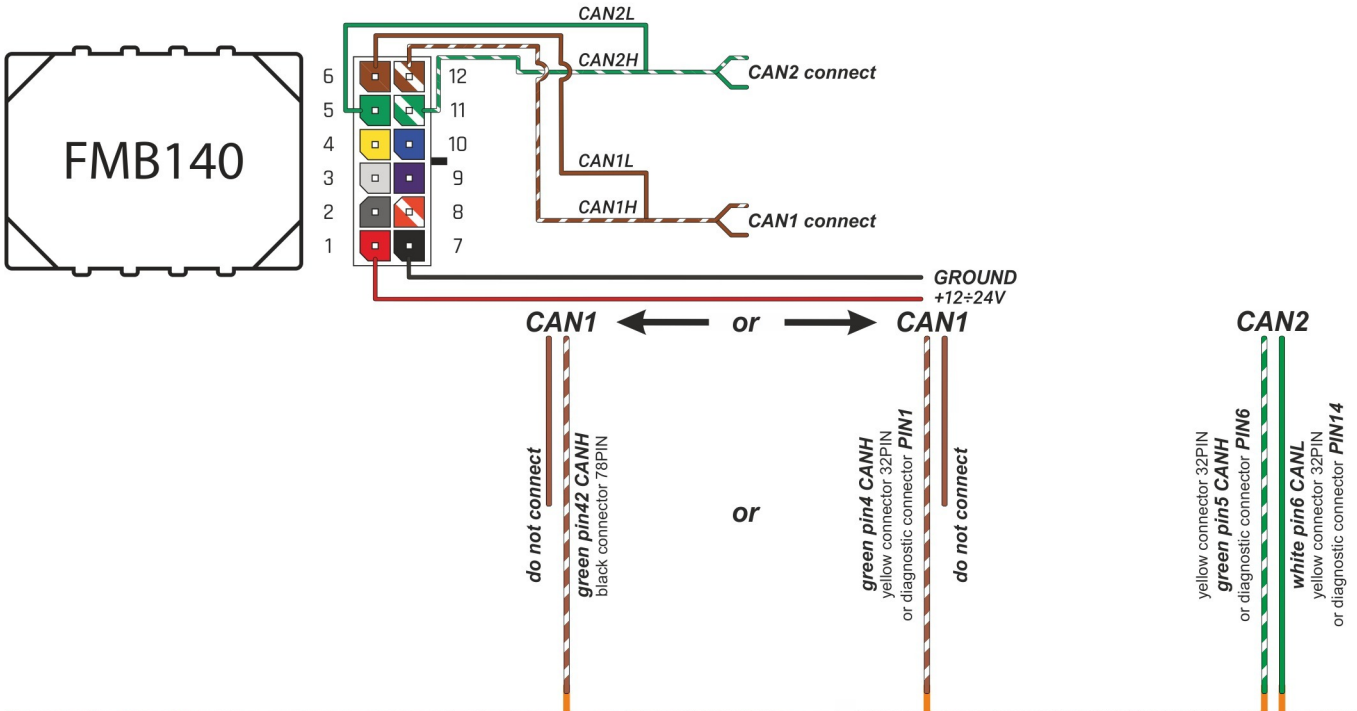 CAN2L
CAN2H
CAN2 connect
FMB140
6
12
5
11
4
10
3
9
2
8
1
7
CAN1L
CAN1H
CAN1 connect
GROUND
+12÷24V
CAN1
or
CAN1
CAN2
do not connect
green pin42 CANH
black connector 78PIN
or
green pin4 CANH
yellow connector 32PIN
or diagnostic connector PIN1
do not connect
yellow connector 32PIN
green pin5 CANH
or diagnostic connector PIN6
white pin6 CANL
yellow connector 32PIN
or diagnostic connector PIN14